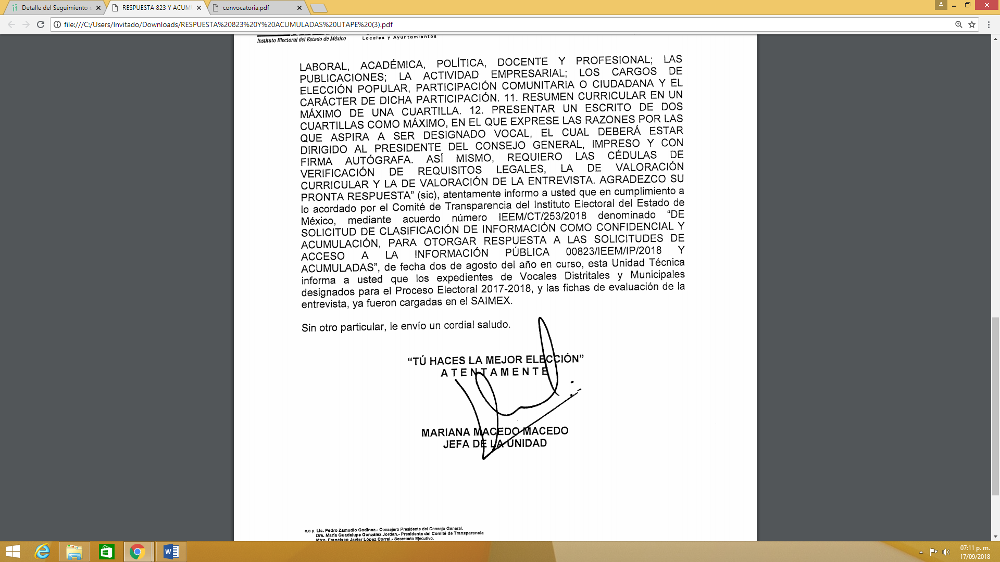 Detalle del Seguimiento d
RESPUESTA 823 Y ACUMU
convocatoria.pdf
file:///C:/Users/Invitado/Downloads/RESPUESTA%20823%20Y%20ACUMULADAS%20UTAPE%20(3).pdf
Instituto Electoral del Estado de México
Locales y Ayuntamientos
LABORAL, ACADÉMICA, POLÍTICA, DOCENTE Y PROFESIONAL; LAS
PUBLICACIONES; LA ACTIVIDAD EMPRESARIAL; LOS CARGOS DE
ELECCIÓN POPULAR, PARTICIPACIÓN COMUNITARIA O CIUDADANA Y EL
CARÁCTER DE DICHA PARTICIPACIÓN. 11. RESUMEN CURRICULAR EN UN
MÁXIMO DE UNA CUARTILLA. 12. PRESENTAR UN ESCRITO DE DOS
CUARTILLAS COMO MÁXIMO, EN EL QUE EXPRESE LAS RAZONES POR LAS
QUE ASPIRA A SER DESIGNADO VOCAL, EL CUAL DEBERÁ ESTAR
DIRIGIDO AL PRESIDENTE DEL CONSEJO GENERAL, IMPRESO Y CON
FIRMA AUTÓGRAFA. ASÍ MISMO, REQUIERO LAS CÉDULAS DE
VERIFICACIÓN DE REQUISITOS LEGALES, LA DE VALORACIÓN
CURRICULAR Y LA DE VALORACIÓN DE LA ENTREVISTA. AGRADEZCO SU
PRONTA RESPUESTA” (sic), atentamente informo a usted que en cumplimiento a
lo acordado por el Comité de Transparencia del Instituto Electoral del Estado de
México, mediante acuerdo número IEEM/CT/253/2018 denominado “DE
SOLICITUD DE CLASIFICACIÓN DE INFORMACIÓN COMO CONFIDENCIAL Y
ACUMULACIÓN, PARA OTORGAR RESPUESTA A LAS SOLICITUDES DE
ACCESO A LA INFORMACIÓN PÚBLICA 00823/IEEM/IP/2018 Y
ACUMULADAS”, de fecha dos de agosto del año en curso, esta Unidad Técnica
informa a usted que los expedientes de Vocales Distritales y Municipales
designados para el Proceso Electoral 2017-2018, y las fichas de evaluación de la
entrevista, ya fueron cargadas en el SAIMEX.
Sin otro particular, le envío un cordial saludo.
“TÚ HACES LA MEJOR ELECCIÓN”
A T E N T A M E N T E
MARIANA MACEDO MACEDO
JEFA DE LA UNIDAD
c.c.p. Lic. Pedro Zamudio Godínez.- Consejero Presidente del Consejo General.
Dra. María Guadalupe González Jordan.- Presidenta del Comité de Transparencia
Mtro. Francisco Javier López Corral.- Secretario Ejecutivo.
07:11 p. m.
17/09/2018